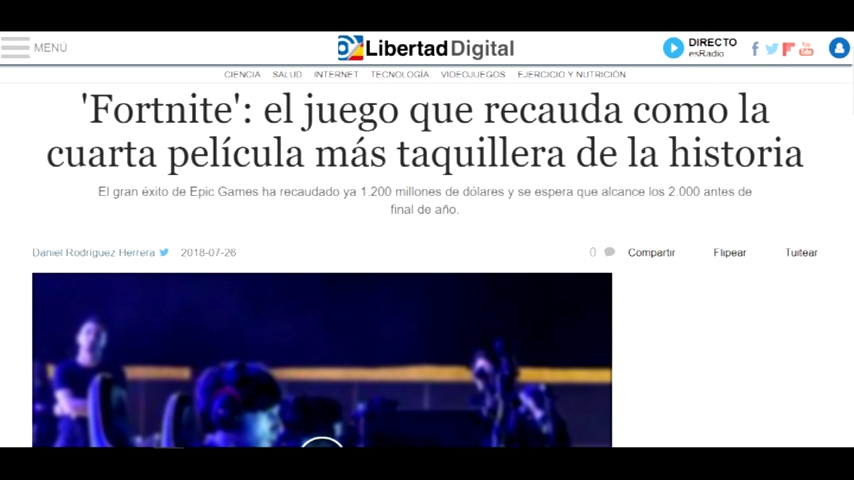 MENÚ
Libertad Digital
DIRECTO
esRadio
CIENCIA SALUD INTERNET TECNOLOGÍA VIDEOJUEGOS EJERCICIO Y NUTRICIÓN
'Fortnite': el juego que recauda como la
cuarta película más taquillera de la historia
El gran éxito de Epic Games ha recaudado ya 1.200 millones de dólares y se espera que alcance los 2.000 antes de
final de año.
Daniel Rodríguez Herrera 2018-07-26 0 Compartir Flipear Tuitear